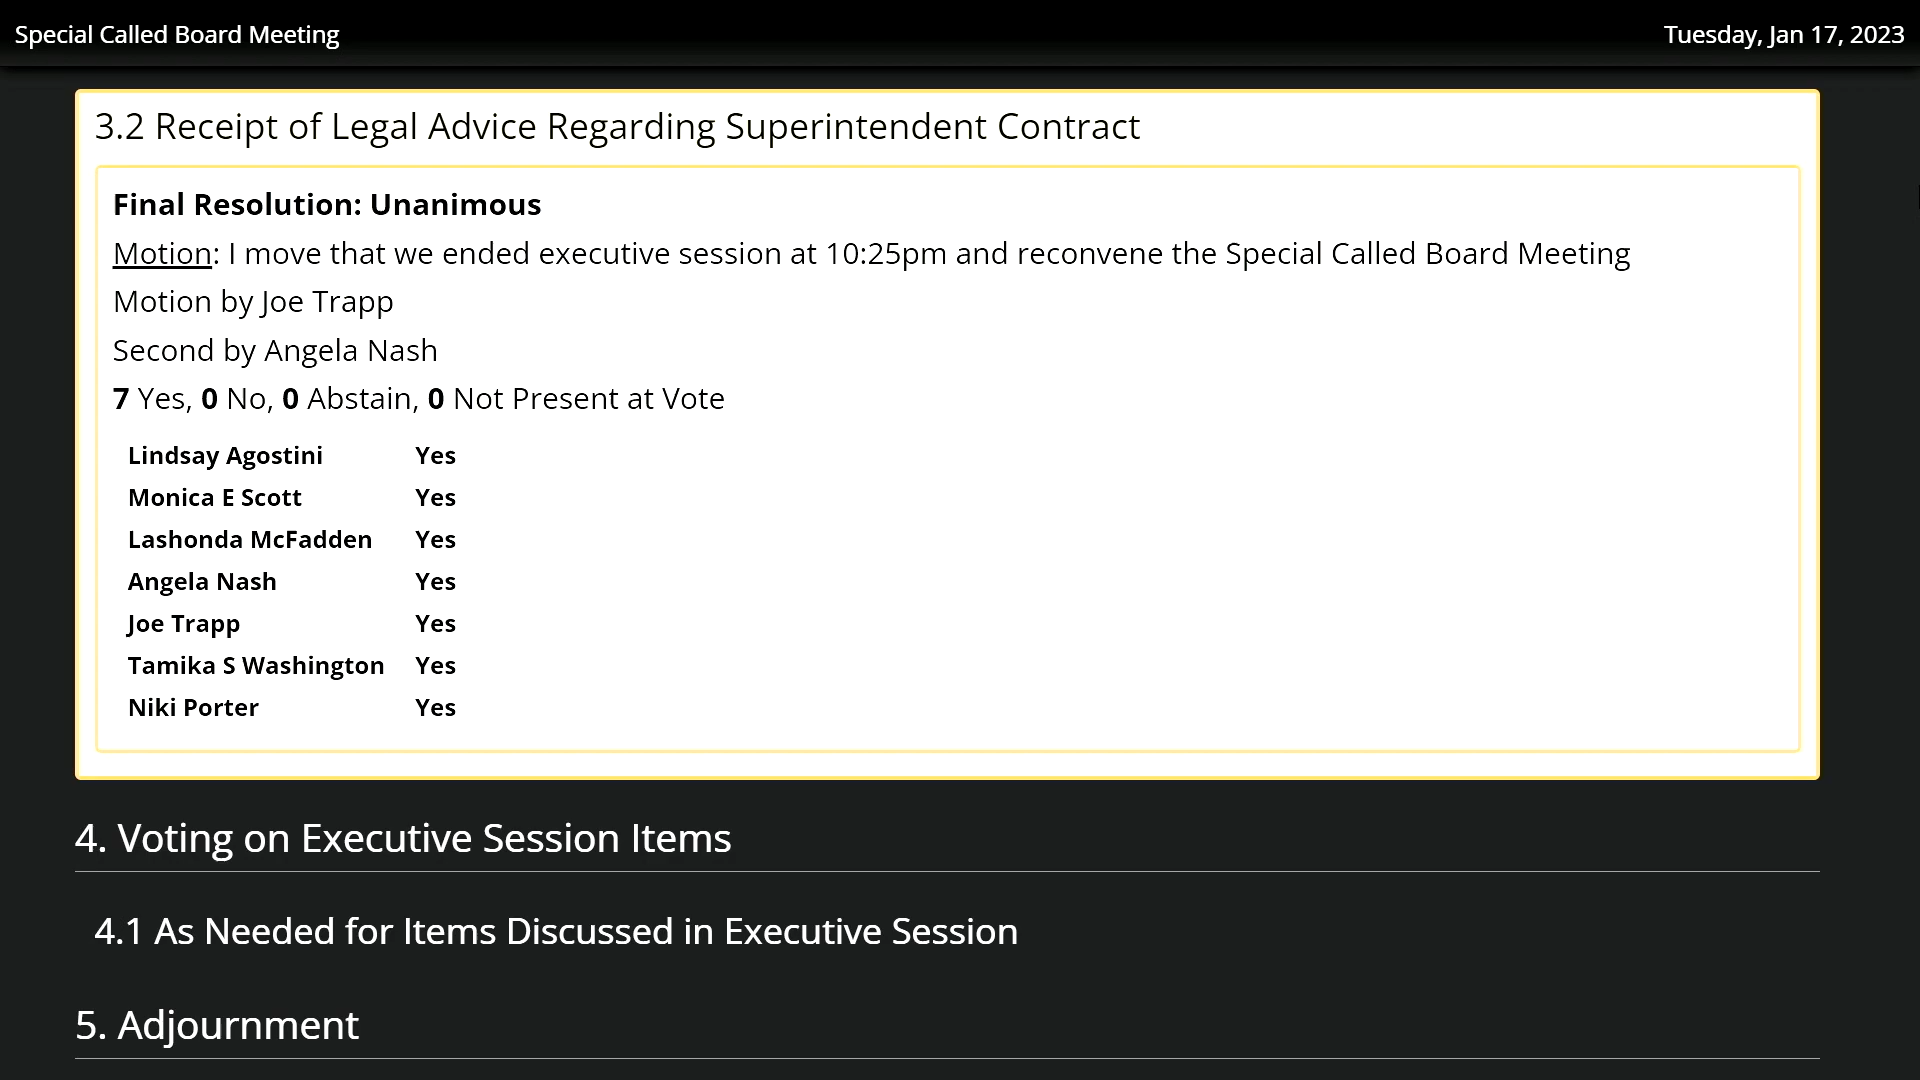 Special Called Board Meeting
Tuesday, Jan 17, 2023
3.2 Receipt of Legal Advice Regarding Superintendent Contract
Final Resolution: Unanimous
Motion: I move that we ended executive session at 10:25pm and reconvene the Special Called Board Meeting
Motion by Joe Trapp
Second by Angela Nash
7 Yes, 0 No, 0 Abstain, 0 Not Present at Vote
Lindsay Agostini Yes
Monica E Scott Yes
Lashonda McFadden Yes
Angela Nash Yes
Joe Trapp Yes
Tamika S Washington Yes
Niki Porter Yes
4. Voting on Executive Session Items
4.1 As Needed for Items Discussed in Executive Session
5. Adjournment